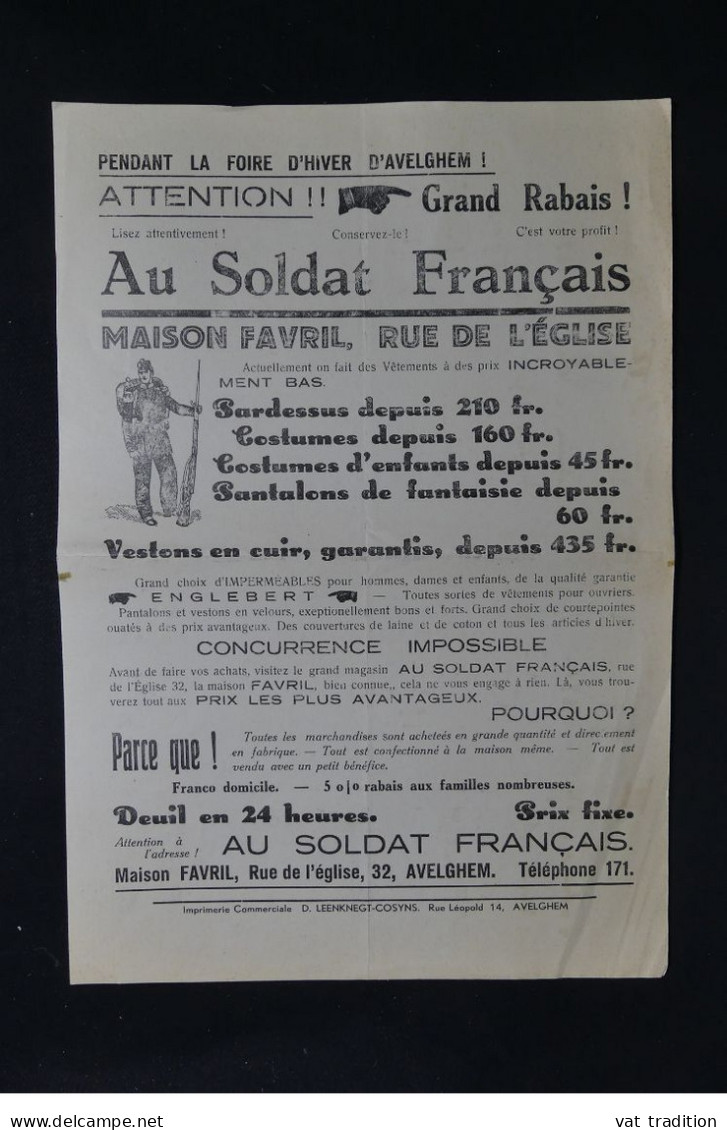 PENDANT LA FOIRE D'HIVER D'AVELGHEM !
ATTENTION !! Grand Rabais !
Lisez attentivement ! Conservez-le ! C'est votre profit !
Au Soldat Français
MAISON FAVRIL, RUE DE L'ÉGLISE
Actuellement on fait des Vêtements à des prix INCROYABLE-
MENT BAS.
Pardessus depuis 210 fr.
Costumes depuis 160 fr.
Costumes d'enfants depuis 45 fr.
Pantalons de fantaisie depuis
60 fr.
Vestons en cuir, garantis, depuis 435 fr.
Grand choix d'IMPERMÉABLES pour hommes, dames et enfants, de la qualité garantie
ENGLEBERT — Toutes sortes de vêtements pour ouvriers.
Pantalons et vestons en velours, exeptionellement bons et forts. Grand choix de courtepointes
ouatés à des prix avantageux. Des couvertures de laine et de coton et tous les articles d'hiver.
CONCURRENCE IMPOSSIBLE
Avant de faire vos achats, visitez le grand magasin AU SOLDAT FRANÇAIS, rue
de l'Église 32, la maison FAVRIL, bien connue,, cela ne vous engage à rien. Là, vous trou-
verez tout aux PRIX LES PLUS AVANTAGEUX.
POURQUOI ?
Parce que !
Toutes les marchandises sont acheteés en grande quantité et directement
en fabrique. — Tout est confectionné à la maison même. — Tout est
vendu avec un petit bénéfice.
Franco domicile. — 5 o|o rabais aux familles nombreuses.
Deuil en 24 heures. Prix fixe.
Attention à
l'adresse ! AU SOLDAT FRANÇAIS.
Maison FAVRIL, Rue de l'église, 32, AVELGHEM. Téléphone 171.
Imprimerie Commerciale D. LEENKNEGT-COSYNS, Rue Léopold 14, AVELGHEM
vat tradition